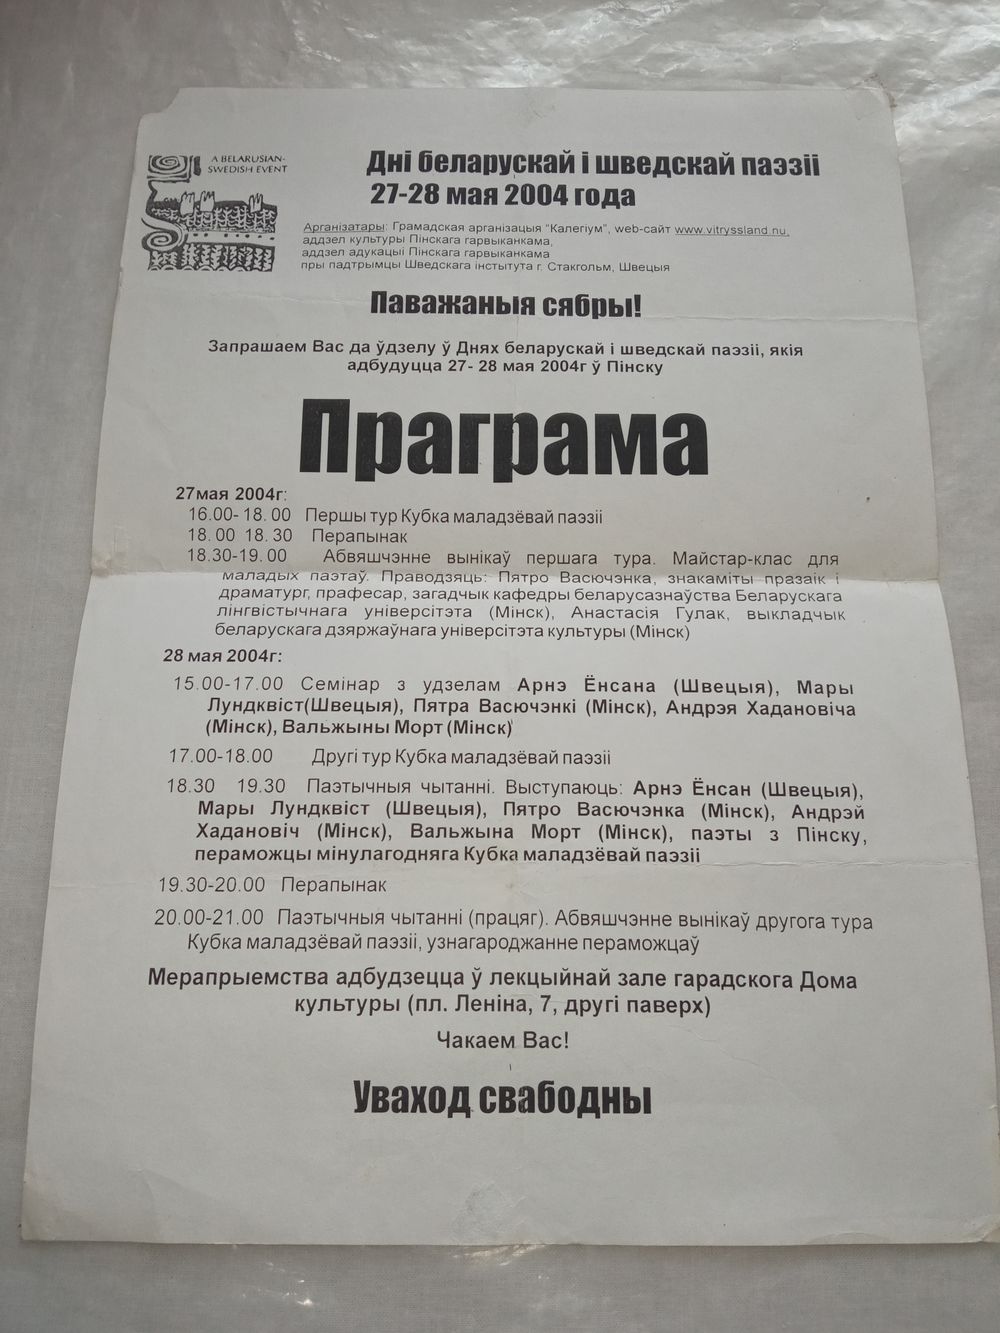 A BELARUSIAN-
SWEDISH EVENT
Дні беларускай і шведскай паэзіі
27-28 мая 2004 года
Арганізатары: Грамадская арганізацыя "Калегіум", web-сайт www.vitryssland.nu,
аддзел культуры Пінскага гарвыканкама,
аддзел адукацыі Пінскага гарвыканкама
пры падтрымцы Шведскага інстытута г. Стакгольм, Швецыя
Паважаныя сябры!
Запрашаем Вас да ўдзелу ў Днях беларускай і шведскай паэзіі, якія
адбудуцца 27- 28 мая 2004г ў Пінску
Праграма
27мая 2004г:
16.00- 18. 00 Першы тур Кубка маладзёвай паэзіі
18. 00 18. 30 Перапынак
18.30-19. 00 Абвяшчэнне вынікаў першага тура. Майстар-клас для
маладых паэтаў. Праводзяць: Пятро Васючэнка, знакаміты празаік і
драматург, прафесар, загадчык кафедры беларусазнаўства Беларускага
лінгвістычнага універсітэта (Мінск), Анастасія Гулак, выкладчык
беларускага дзяржаўнага універсітэта культуры (Мінск)
28 мая 2004г:
15.00-17.00 Семінар з удзелам Арнэ Ёнсана (Швецыя), Мары
Лундквіст(Швецыя), Пятра Васючэнкі (Мінск), Андрэя Хадановіча
(Мінск), Вальжыны Морт (Мінск)
17.00-18.00 Другі тур Кубка маладзёвай паэзіі
18.30 19.30 Паэтычныя чытанні. Выступаюць: Арнэ Ёнсан (Швецыя),
Мары Лундквіст (Швецыя), Пятро Васючэнка (Мінск), Андрэй
Хадановіч (Мінск), Вальжына Морт (Мінск), паэты з Пінску,
пераможцы мінулагодняга Кубка маладзёвай паэзіі
19.30-20.00 Перапынак
20.00-21.00 Паэтычныя чытанні (працяг). Абвяшчэнне вынікаў другога тура
Кубка маладзёвай паэзіі, узнагароджанне пераможцаў
Мерапрыемства адбудзецца ў лекцыйнай зале гарадскога Дома
культуры (пл. Леніна, 7, другі паверх)
Чакаем Вас!
Уваход свабодны